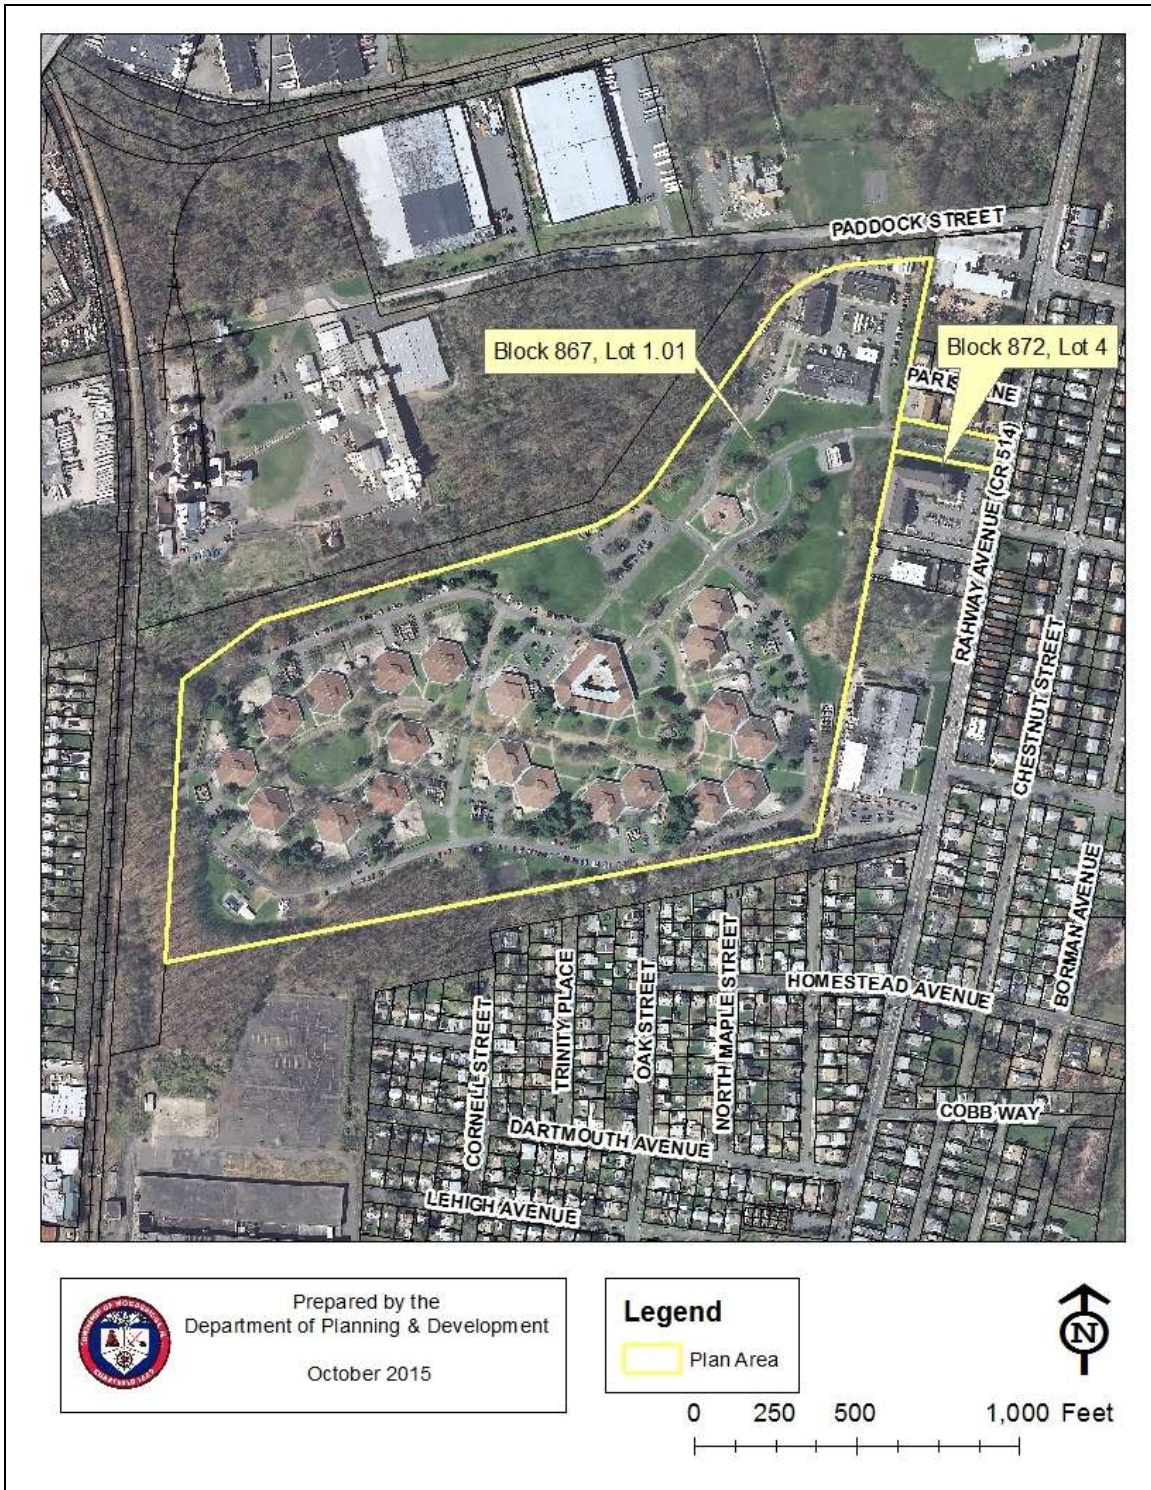 PADDOCK STREET
Block 867, Lot 1.01
Block 872, Lot 4
RAHWAY AVENUE (CR 514)
CHESTNUT STREET
BORMAN AVENUE
HOMESTEAD AVENUE
TRINITY PLACE
OAK STREET
NORTH MAPLE STREET
CORNELL STREET
COBB WAY
DARTMOUTH AVENUE
LEHIGH AVENUE
Prepared by the
Department of Planning & Development
October 2015
Legend
Plan Area
N
0 250 500 1,000 Feet